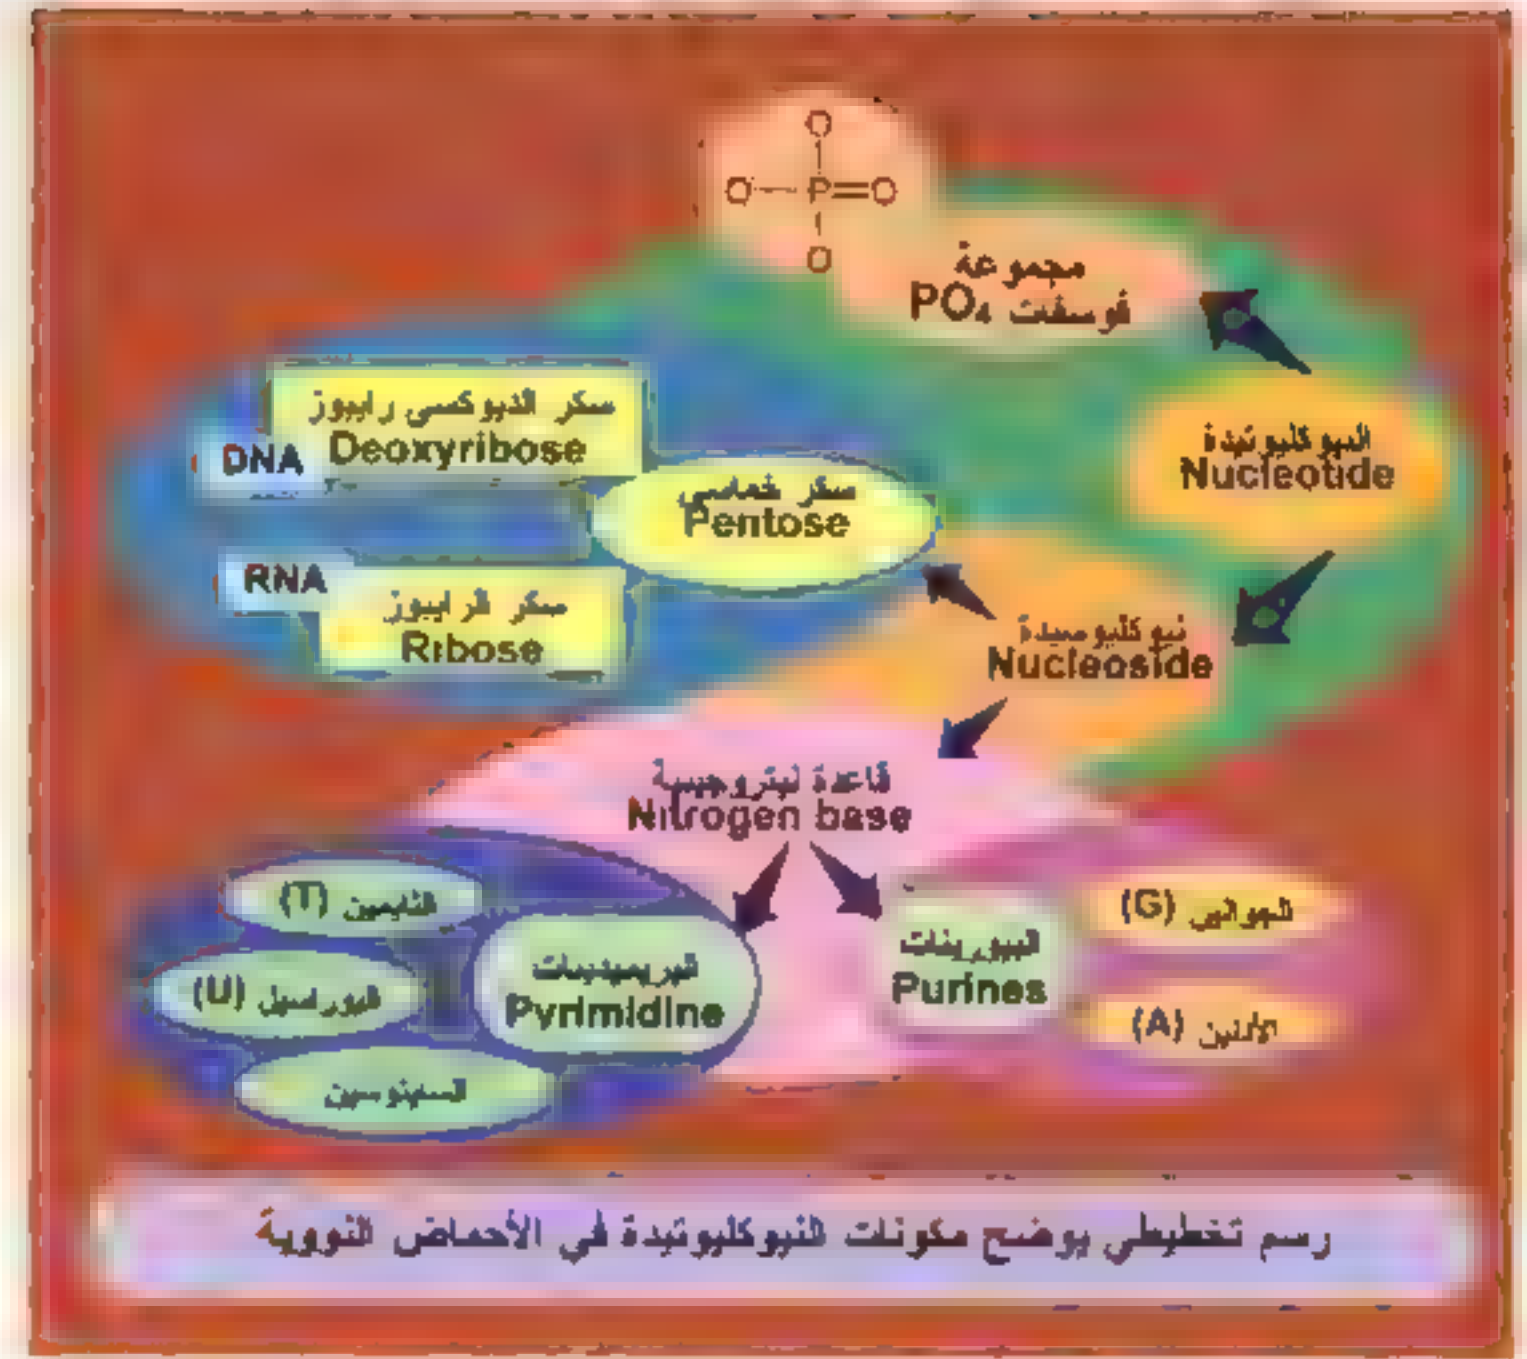 O
O P O
O
مجموعة
فوسفات PO₄
النيوكليوتيدة
Nucleotide
سكر الديوكسي رايبوز
Deoxyribose
DNA
سكر خماسي
Pentose
RNA
سكر الرايبوز
Ribose
نيوكليوسيدة
Nucleoside
قاعدة نيتروجينية
Nitrogen base
البيورينات
Purines
الجوانين (G)
الأدنين (A)
البريميدينات
Pyrimidine
الثايمين (T)
اليوراسيل (U)
السايتوسين
رسم تخطيطي يوضح مكونات النيوكليوتيدة في الأحماض النووية